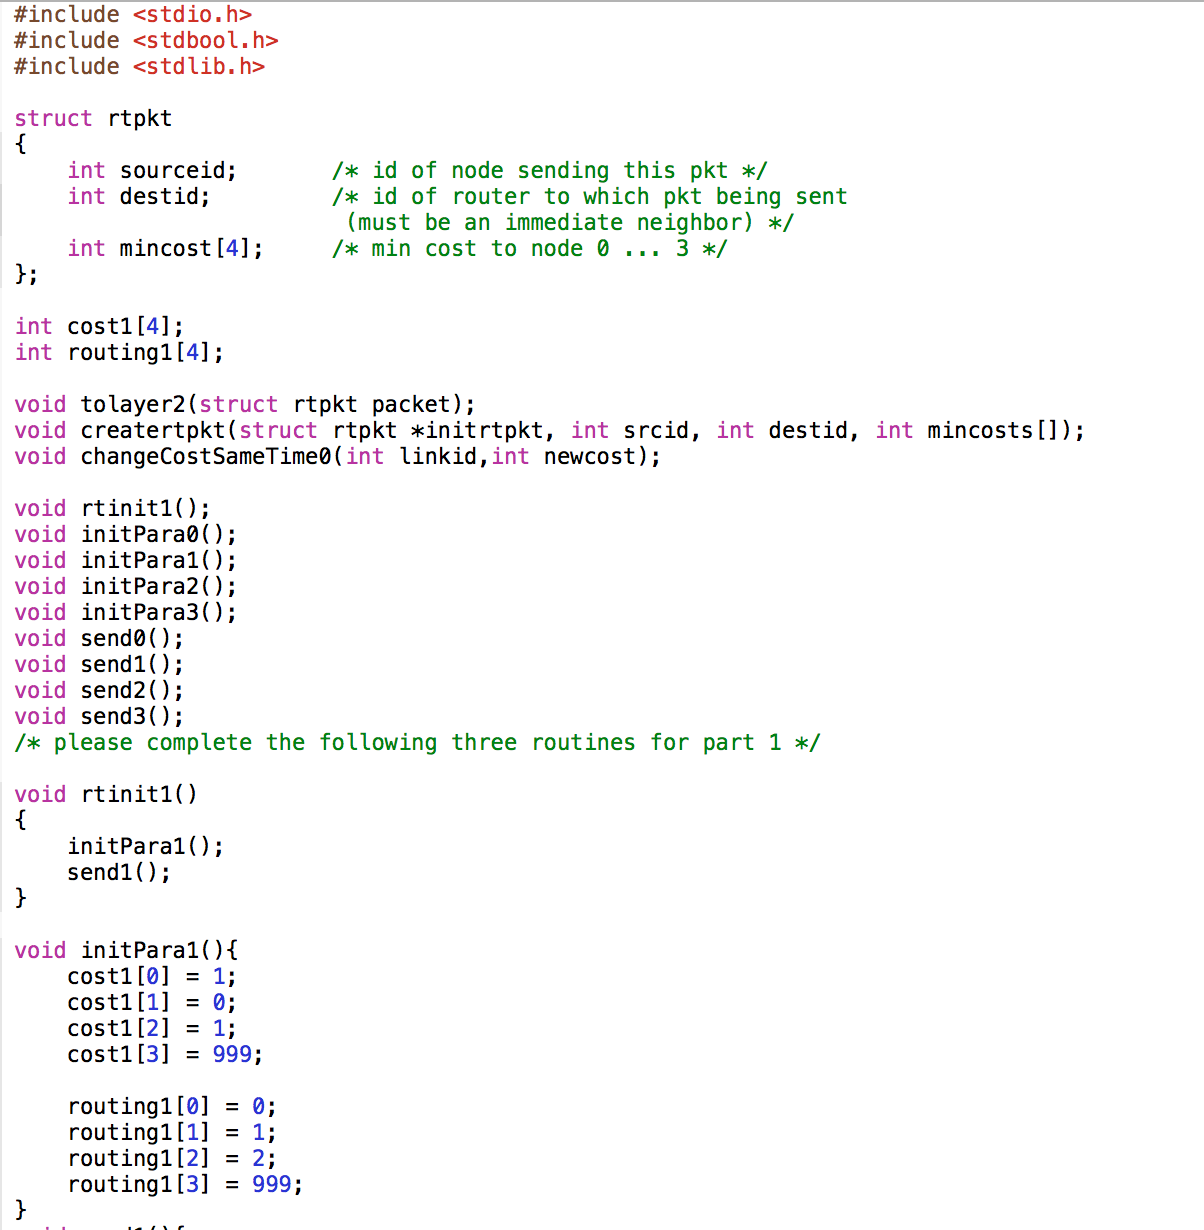 #include <stdio.h>
#include <stdbool.h>
#include <stdlib.h>
struct rtpkt
{
    int sourceid;       /* id of node sending this pkt */
    int destid;         /* id of router to which pkt being sent
                         (must be an immediate neighbor) */
    int mincost[4];     /* min cost to node 0 ... 3 */
};
int cost1[4];
int routing1[4];
void tolayer2(struct rtpkt packet);
void creatertpkt(struct rtpkt *initrtpkt, int srcid, int destid, int mincosts[]);
void changeCostSameTime0(int linkid,int newcost);
void rtinit1();
void initPara0();
void initPara1();
void initPara2();
void initPara3();
void send0();
void send1();
void send2();
void send3();
/* please complete the following three routines for part 1 */
void rtinit1()
{
    initPara1();
    send1();
}
void initPara1(){
    cost1[0] = 1;
    cost1[1] = 0;
    cost1[2] = 1;
    cost1[3] = 999;
    routing1[0] = 0;
    routing1[1] = 1;
    routing1[2] = 2;
    routing1[3] = 999;
}